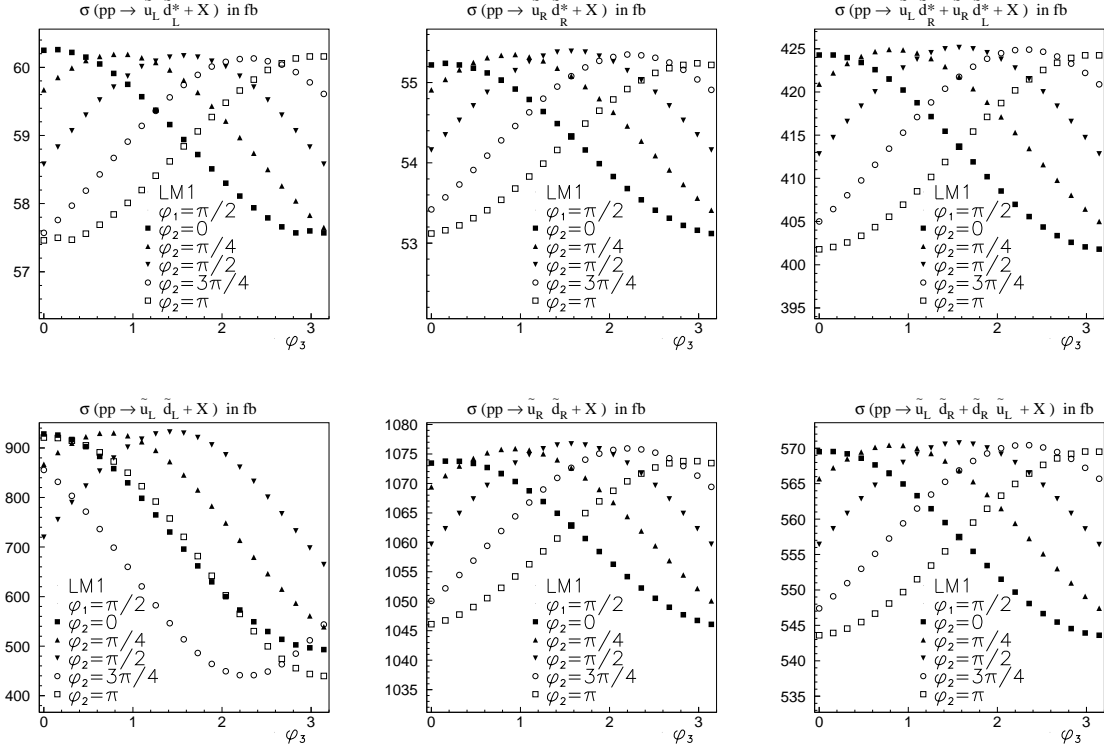 σ (pp → ũ_L d̃*_L + X) in fb
60
59
58
57
LM1
φ₁=π/2
φ₂=0
φ₂=π/4
φ₂=π/2
φ₂=3π/4
φ₂=π
0 1 2 3
φ₃
σ (pp → ũ_R d̃*_R + X) in fb
55
54
53
LM1
φ₁=π/2
φ₂=0
φ₂=π/4
φ₂=π/2
φ₂=3π/4
φ₂=π
0 1 2 3
φ₃
σ (pp → ũ_L d̃*_R + ũ_R d̃*_L + X) in fb
425
420
415
410
405
400
395
LM1
φ₁=π/2
φ₂=0
φ₂=π/4
φ₂=π/2
φ₂=3π/4
φ₂=π
0 1 2 3
φ₃
σ (pp → ũ_L d̃_L + X) in fb
900
800
700
600
500
400
LM1
φ₁=π/2
φ₂=0
φ₂=π/4
φ₂=π/2
φ₂=3π/4
φ₂=π
0 1 2 3
φ₃
σ (pp → ũ_R d̃_R + X) in fb
1080
1075
1070
1065
1060
1055
1050
1045
1040
1035
LM1
φ₁=π/2
φ₂=0
φ₂=π/4
φ₂=π/2
φ₂=3π/4
φ₂=π
0 1 2 3
φ₃
σ (pp → ũ_L d̃_R + d̃_R ũ_L + X) in fb
570
565
560
555
550
545
540
535
LM1
φ₁=π/2
φ₂=0
φ₂=π/4
φ₂=π/2
φ₂=3π/4
φ₂=π
0 1 2 3
φ₃